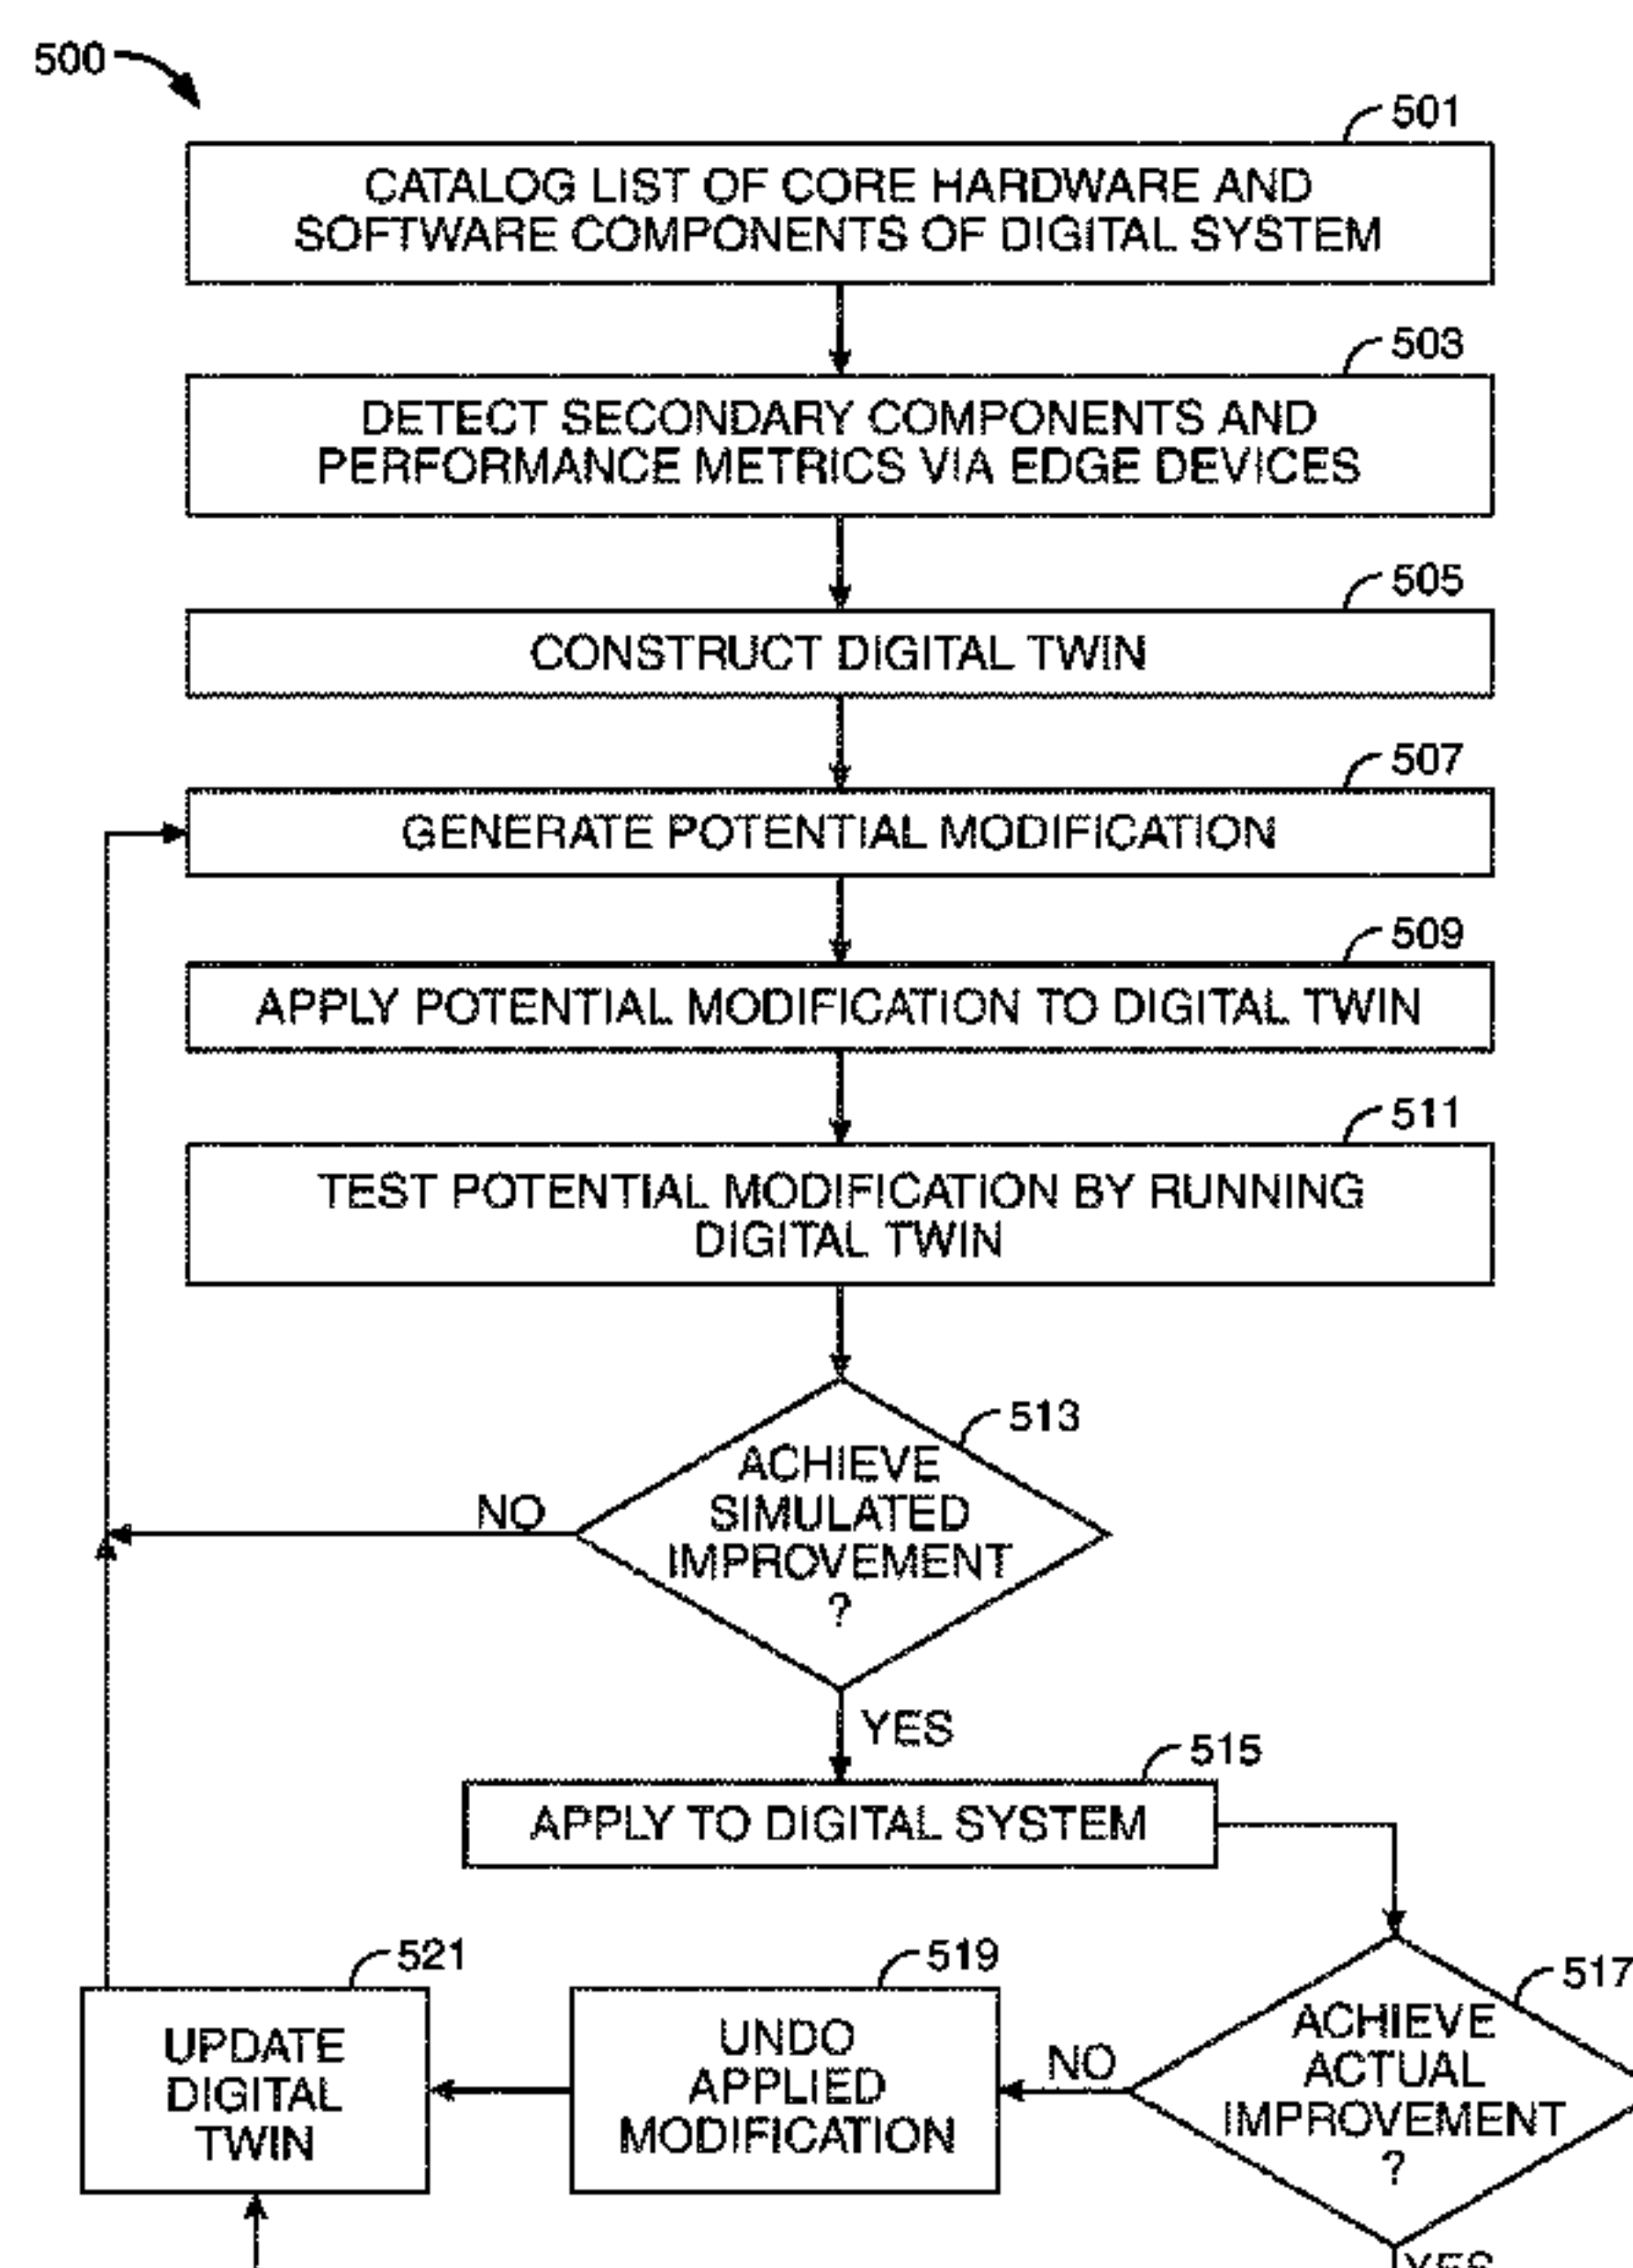 500
501
CATALOG LIST OF CORE HARDWARE AND
SOFTWARE COMPONENTS OF DIGITAL SYSTEM
503
DETECT SECONDARY COMPONENTS AND
PERFORMANCE METRICS VIA EDGE DEVICES
505
CONSTRUCT DIGITAL TWIN
507
GENERATE POTENTIAL MODIFICATION
509
APPLY POTENTIAL MODIFICATION TO DIGITAL TWIN
511
TEST POTENTIAL MODIFICATION BY RUNNING
DIGITAL TWIN
513
ACHIEVE
SIMULATED
IMPROVEMENT
?
NO
YES
515
APPLY TO DIGITAL SYSTEM
517
ACHIEVE
ACTUAL
IMPROVEMENT
?
NO
519
UNDO
APPLIED
MODIFICATION
521
UPDATE
DIGITAL
TWIN
YES